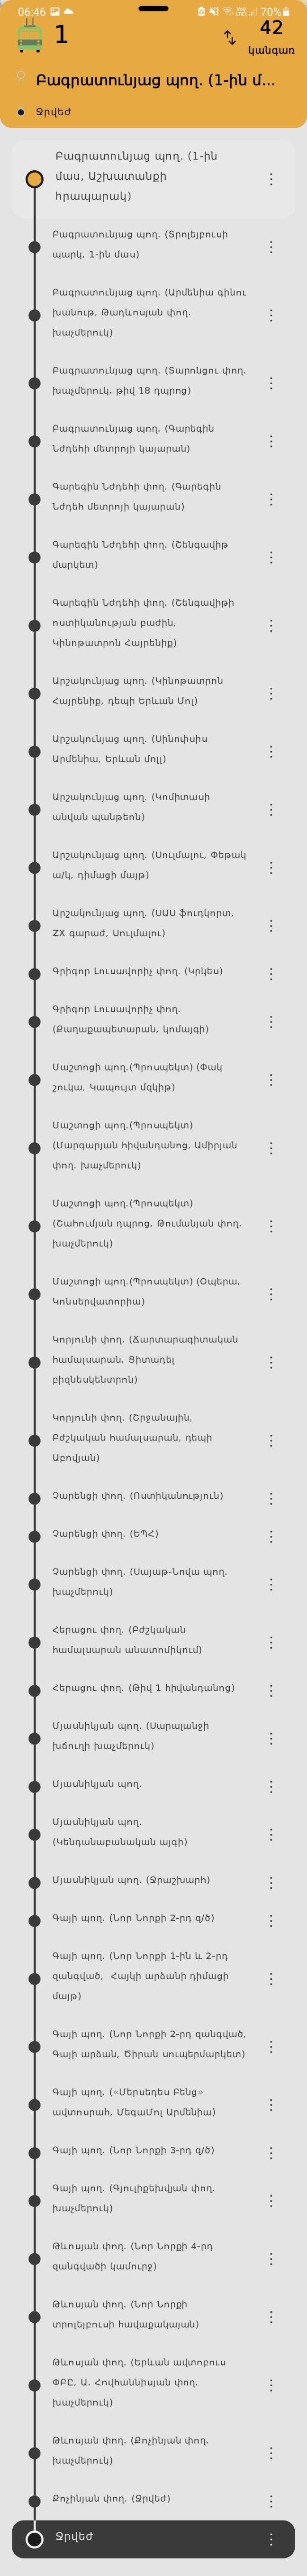 06:46 70%
1
42
կանգառ
Բագրատունյաց պող. (1-ին մ...
Ջրվեժ
Բագրատունյաց պող. (1-ին
մաս, Աշխատանքի
հրապարակ)
Բագրատունյաց պող. (Տրոլեյբուսի
պարկ, 1-ին մաս)
Բագրատունյաց պող. (Արմենիա գինու
խանութ, Թադևոսյան փող.
խաչմերուկ)
Բագրատունյաց պող. (Տարոնցու փող.
խաչմերուկ, թիվ 18 դպրոց)
Բագրատունյաց պող. (Գարեգին
Նժդեհի մետրոյի կայարան)
Գարեգին Նժդեհի փող. (Գարեգին
Նժդեհ մետրոյի կայարան)
Գարեգին Նժդեհի փող. (Շենգավիթ
մարկետ)
Գարեգին Նժդեհի փող. (Շենգավիթի
ոստիկանության բաժին,
Կինոթատրոն Հայրենիք)
Արշակունյաց պող. (Կինոթատրոն
Հայրենիք, դեպի Երևան Մոլ)
Արշակունյաց պող. (Սինոփսիս
Արմենիա, Երևան մոլլ)
Արշակունյաց պող. (Կոմիտասի
անվան պանթեոն)
Արշակունյաց պող. (Սուլմալու, Փեթակ
ա/կ, դիմացի մայթ)
Արշակունյաց պող. (ՍԱՍ ֆուդկորտ,
ZX գարաժ, Սուլմալու)
Գրիգոր Լուսավորիչ փող. (Կրկես)
Գրիգոր Լուսավորիչ փող.
(Քաղաքապետարան, կոմայգի)
Մաշտոցի պող.(Պրոսպեկտ) (Փակ
շուկա, Կապույտ մզկիթ)
Մաշտոցի պող.(Պրոսպեկտ)
(Մարգարյան հիվանդանոց, Ամիրյան
փող. խաչմերուկ)
Մաշտոցի պող.(Պրոսպեկտ)
(Շահումյան դպրոց, Թումանյան փող.
խաչմերուկ)
Մաշտոցի պող.(Պրոսպեկտ) (Օպերա,
Կոնսերվատորիա)
Կորյունի փող. (Ճարտարագիտական
համալսարան, Ցիտադել
բիզնեսկենտրոն)
Կորյունի փող. (Շրջանային,
Բժշկական համալսարան, դեպի
Աբովյան)
Չարենցի փող. (Ոստիկանություն)
Չարենցի փող. (ԵՊՀ)
Չարենցի փող. (Սայաթ-Նովա պող.
խաչմերուկ)
Հերացու փող. (Բժշկական
համալսարան անատոմիկում)
Հերացու փող. (Թիվ 1 հիվանդանոց)
Մյասնիկյան պող. (Սարալանջի
խճուղի խաչմերուկ)
Մյասնիկյան պող.
Մյասնիկյան պող.
(Կենդանաբանական այգի)
Մյասնիկյան պող. (Ջրաշխարհ)
Գայի պող. (Նոր Նորքի 2-րդ զ/ծ)
Գայի պող. (Նոր Նորքի 1-ին և 2-րդ
զանգված,  Հայկի արձանի դիմացի
մայթ)
Գայի պող. (Նոր Նորքի 2-րդ զանգված,
Գայի արձան, Ծիրան սուպերմարկետ)
Գայի պող. («Մերսեդես Բենց»
ավտոսրահ, ՄեգաՄոլ Արմենիա)
Գայի պող. (Նոր Նորքի 3-րդ զ/ծ)
Գայի պող. (Գյուլիքեխվյան փող.
խաչմերուկ)
Թևոսյան փող. (Նոր Նորքի 4-րդ
զանգվածի կամուրջ)
Թևոսյան փող. (Նոր Նորքի
տրոլեյբուսի հավաքակայան)
Թևոսյան փող. (Երևան ավտոբուս
ՓԲԸ, Ա. Հովհաննիսյան փող.
խաչմերուկ)
Թևոսյան փող. (Քոչինյան փող.
խաչմերուկ)
Քոչինյան փող. (Ջրվեժ)
Ջրվեժ